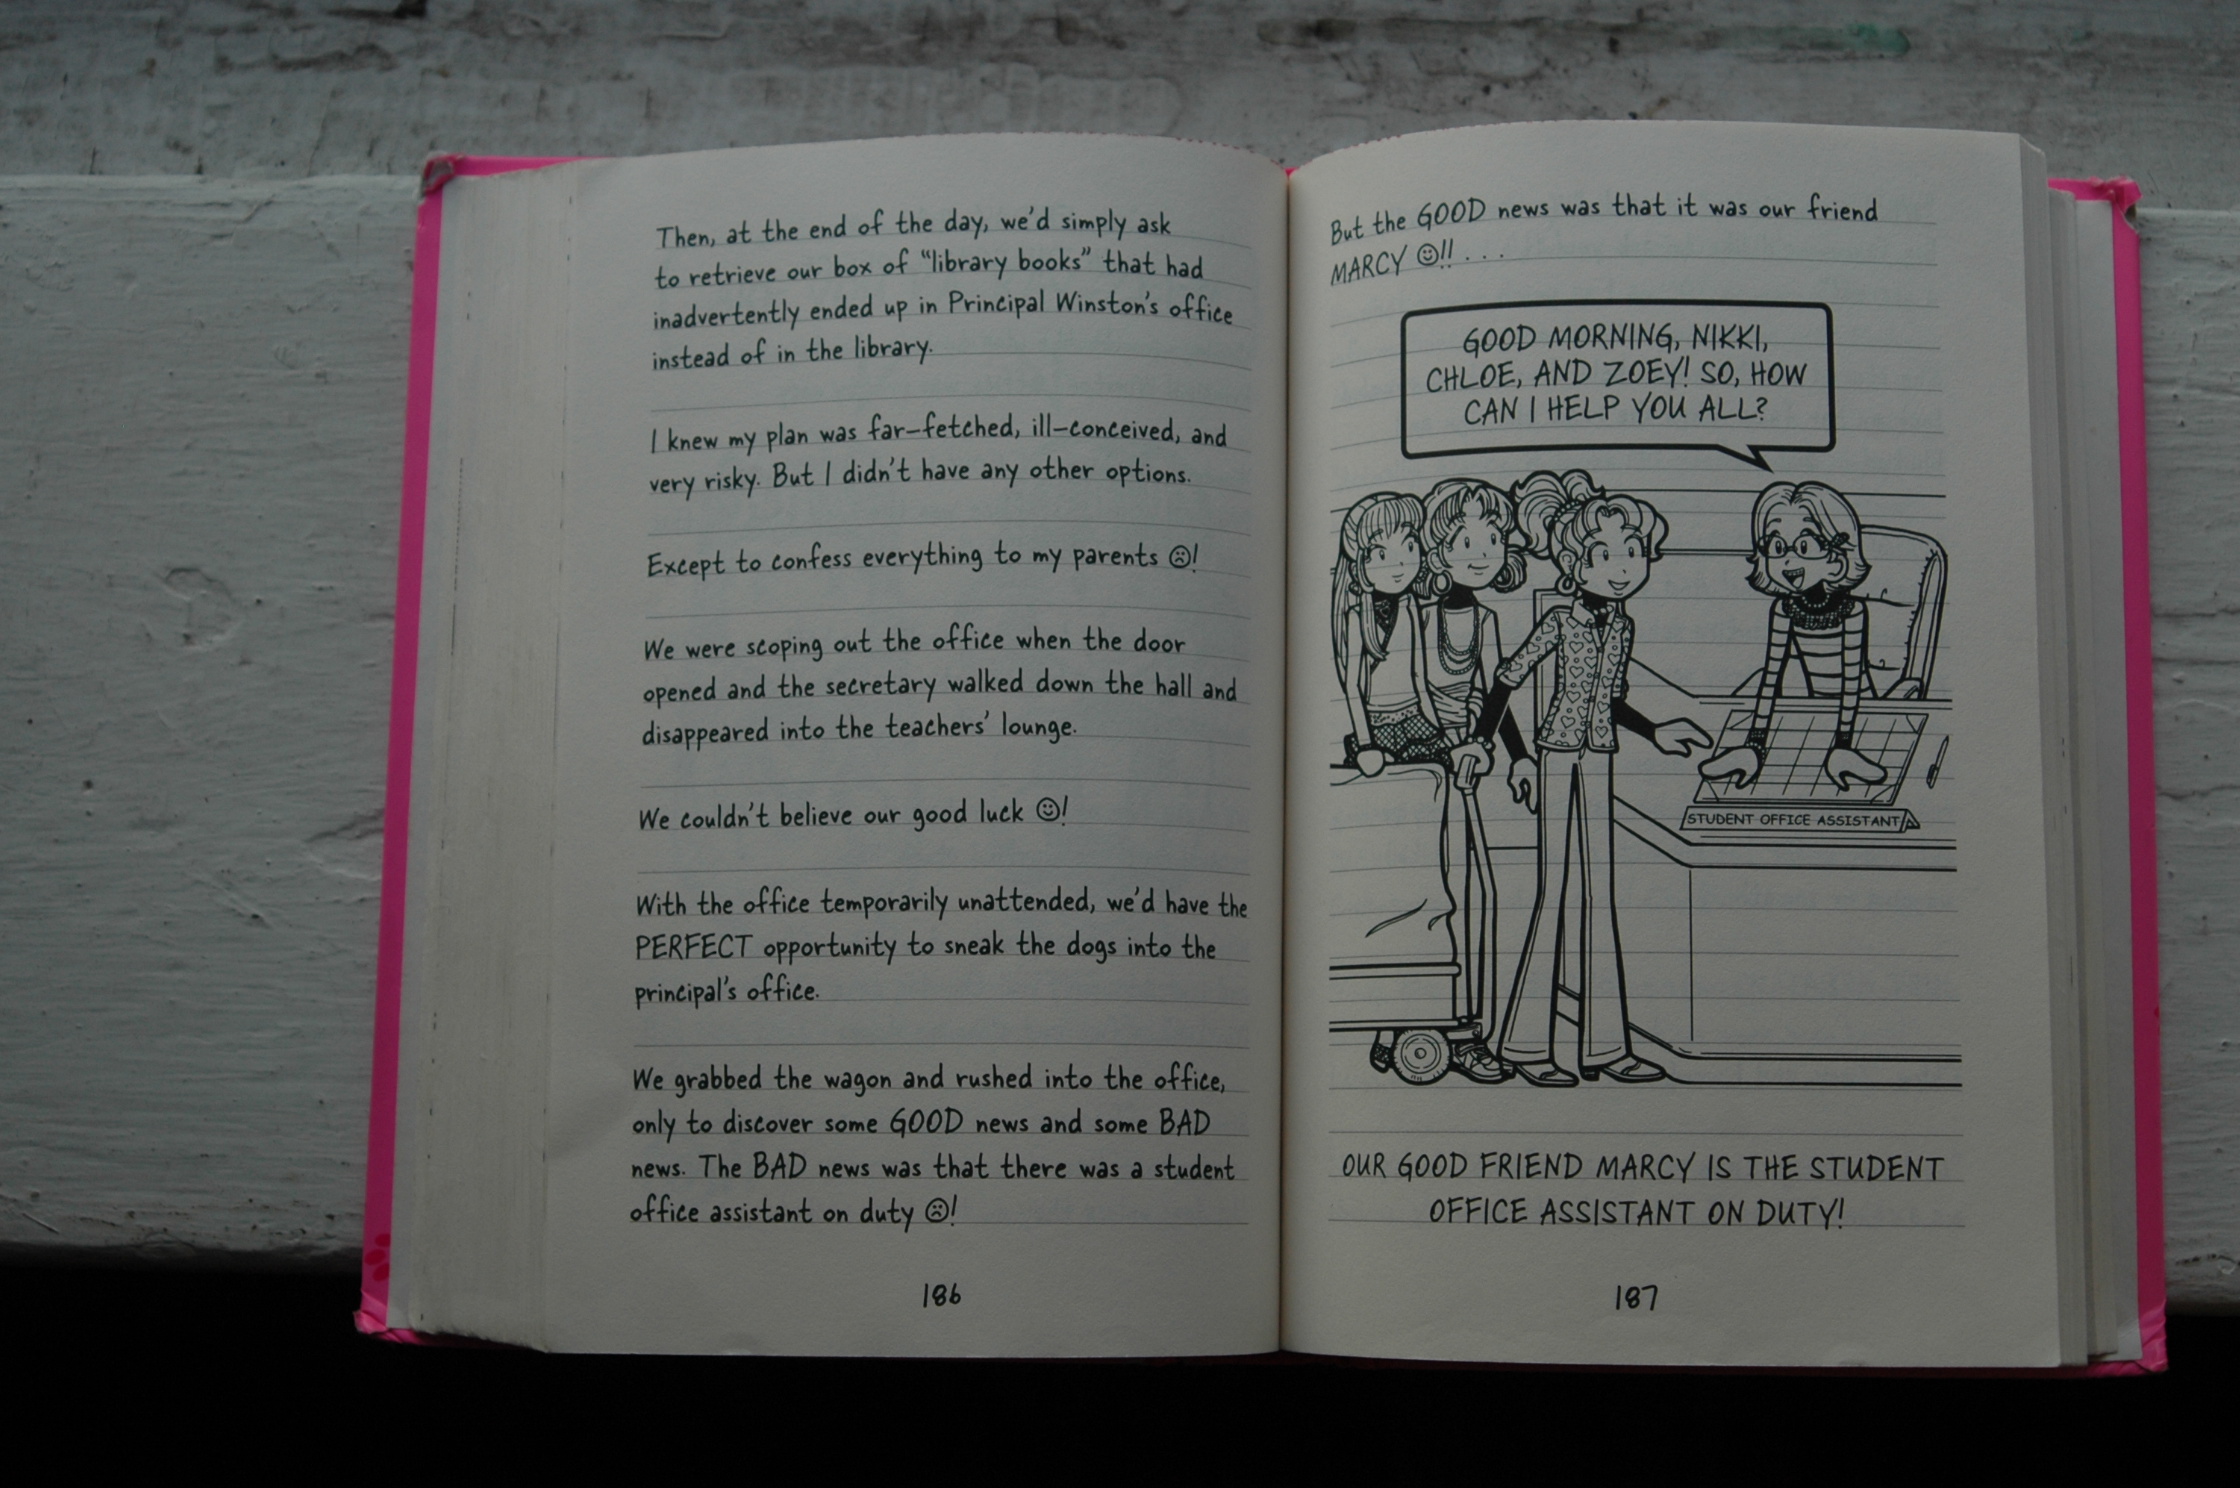 Then, at the end of the day, we'd simply ask
to retrieve our box of “library books” that had
inadvertently ended up in Principal Winston's office
instead of in the library.
I knew my plan was far-fetched, ill-conceived, and
very risky. But I didn't have any other options.
Except to confess everything to my parents ☹!
We were scoping out the office when the door
opened and the secretary walked down the hall and
disappeared into the teachers' lounge.
We couldn't believe our good luck ☺!
With the office temporarily unattended, we'd have the
PERFECT opportunity to sneak the dogs into the
principal's office.
We grabbed the wagon and rushed into the office,
only to discover some GOOD news and some BAD
news. The BAD news was that there was a student
office assistant on duty ☹!
186
But the GOOD news was that it was our friend
MARCY ☺!! . . .
GOOD MORNING, NIKKI,
CHLOE, AND ZOEY! SO, HOW
CAN I HELP YOU ALL?
STUDENT OFFICE ASSISTANT
OUR GOOD FRIEND MARCY IS THE STUDENT
OFFICE ASSISTANT ON DUTY!
187